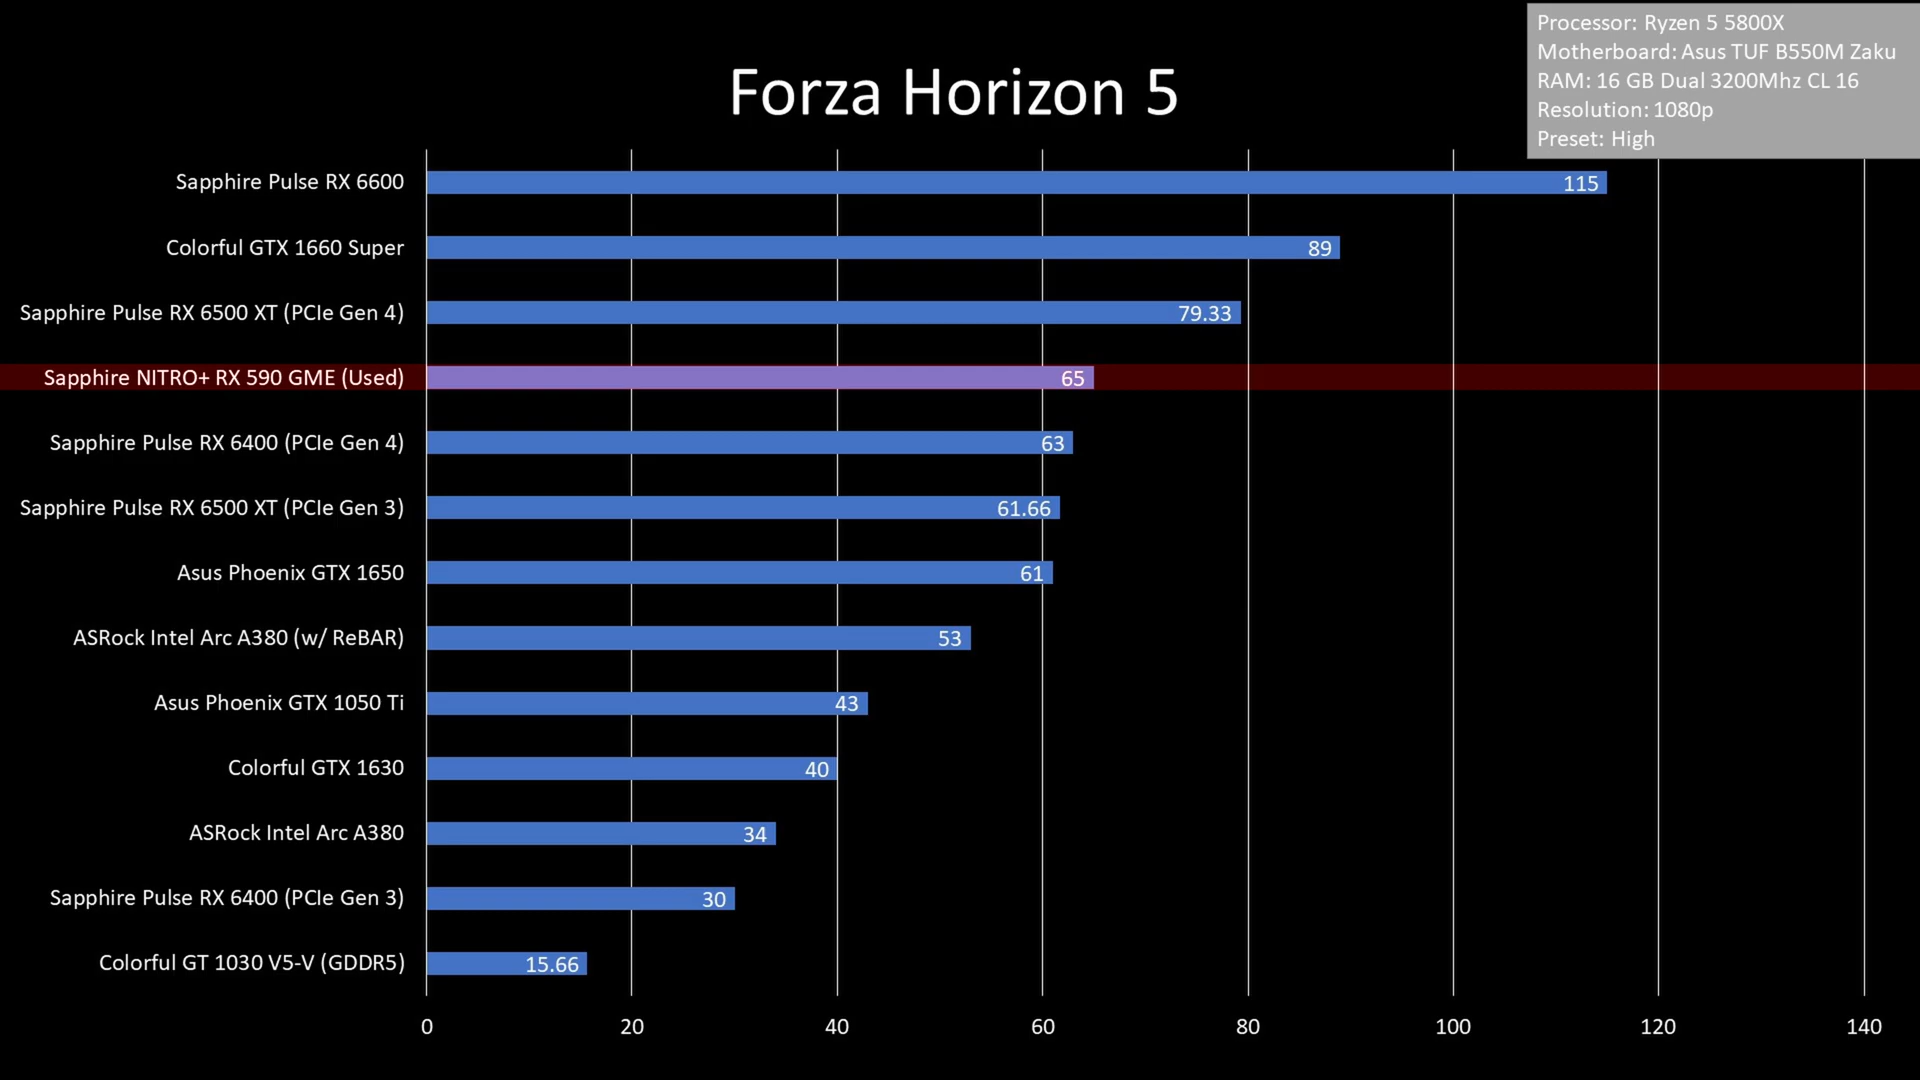 Processor: Ryzen 5 5800X
Motherboard: Asus TUF B550M Zaku
RAM: 16 GB Dual 3200Mhz CL 16
Resolution: 1080p
Preset: High
Forza Horizon 5
Sapphire Pulse RX 6600 115
Colorful GTX 1660 Super 89
Sapphire Pulse RX 6500 XT (PCIe Gen 4) 79.33
Sapphire NITRO+ RX 590 GME (Used) 65
Sapphire Pulse RX 6400 (PCIe Gen 4) 63
Sapphire Pulse RX 6500 XT (PCIe Gen 3) 61.66
Asus Phoenix GTX 1650 61
ASRock Intel Arc A380 (w/ ReBAR) 53
Asus Phoenix GTX 1050 Ti 43
Colorful GTX 1630 40
ASRock Intel Arc A380 34
Sapphire Pulse RX 6400 (PCIe Gen 3) 30
Colorful GT 1030 V5-V (GDDR5) 15.66
0 20 40 60 80 100 120 140